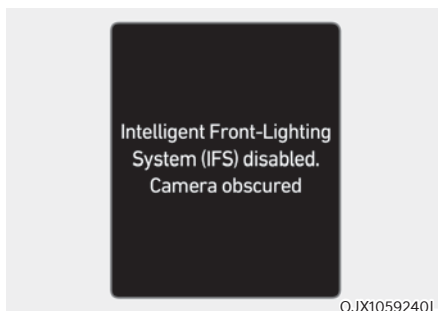 Intelligent Front-Lighting
System (IFS) disabled.
Camera obscured
OJX1059240L